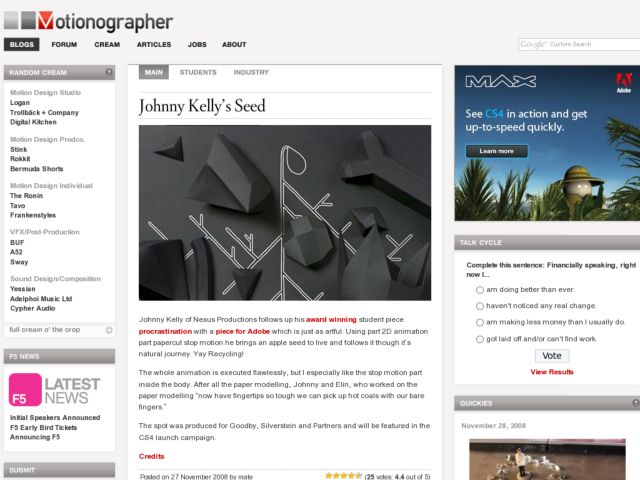 Motionographer
BLOGS FORUM CREAM ARTICLES JOBS ABOUT
Google Custom Search
RANDOM CREAM
Motion Design Studio
Logan
Trollbäck + Company
Digital Kitchen
Motion Design Prodco.
Stink
Rokkit
Bermuda Shorts
Motion Design Individual
The Ronin
Tavo
Frankenstyles
VFX/Post-Production
BUF
A52
Sway
Sound Design/Composition
Yessian
Adelphoi Music Ltd
Cypher Audio
full cream o' the crop
F5 NEWS
F5
LATEST
NEWS
Initial Speakers Announced
F5 Early Bird Tickets
Announcing F5
SUBMIT
MAIN STUDENTS INDUSTRY
Johnny Kelly's Seed
Johnny Kelly of Nexus Productions follows up his award winning student piece
procrastination with a piece for Adobe which is just as artful. Using part 2D animation
part papercut stop motion he brings an apple seed to live and follows it though it's
natural journey. Yay Recycling!
The whole animation is executed flawlessly, but I especially like the stop motion part
inside the body. After all the paper modelling, Johnny and Elin, who worked on the
paper modelling "now have fingertips so tough we can pick up hot coals with our bare
fingers."
The spot was produced for Goodby, Silverstein and Partners and will be featured in the
CS4 launch campaign.
Credits
Posted on 27 November 2008 by mate
(25 votes: 4.4 out of 5)
MAX
Adobe
See CS4 in action and get
up-to-speed quickly.
Learn more
TALK CYCLE
Complete this sentence: Financially speaking, right
now I...
am doing better than ever.
haven't noticed any real change.
am making less money than I usually do.
got laid off and/or can't find work.
Vote
View Results
QUICKIES
November 28, 2008